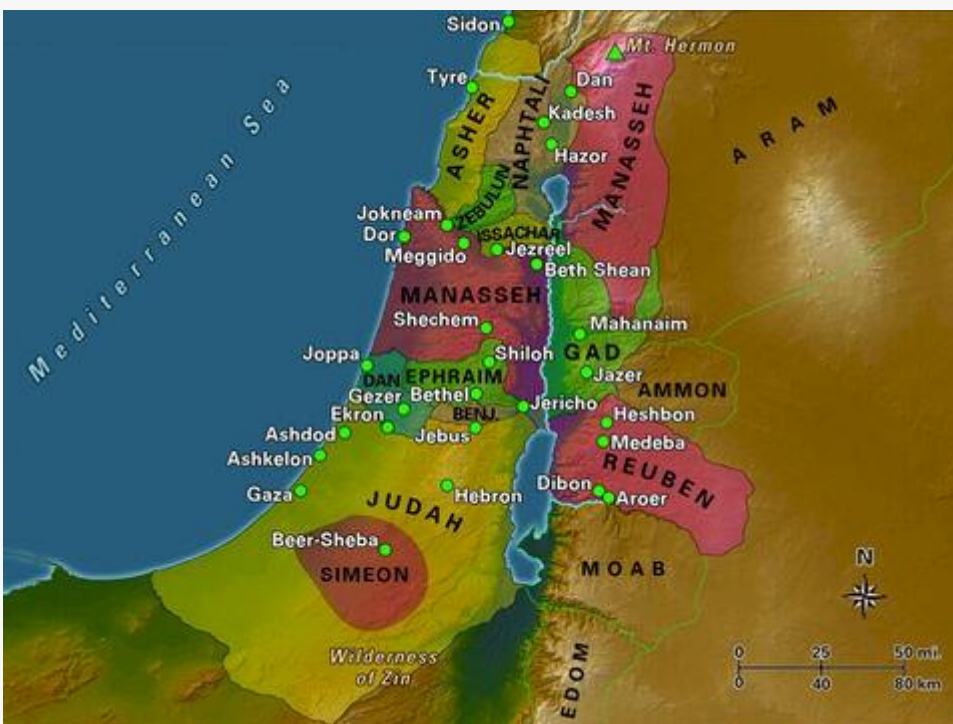 Sidon
Mt. Hermon
Tyre
Dan
ASHER
NAPHTALI
Kadesh
MANASSEH
ARAM
Hazor
Mediterranean Sea
ZEBULUN
Jokneam
Dor
ISSACHAR
Meggido
Jezreel
Beth Shean
MANASSEH
Shechem
Mahanaim
Joppa
Shiloh
GAD
DAN
EPHRAIM
Jazer
Gezer
Bethel
AMMON
Ekron
BENJ.
Jericho
Heshbon
Ashdod
Jebus
Medeba
Ashkelon
REUBEN
Gaza
JUDAH
Hebron
Dibon
Aroer
Beer-Sheba
SIMEON
MOAB
N
Wilderness
of Zin
EDOM
0 25 50 mi.
0 40 80 km